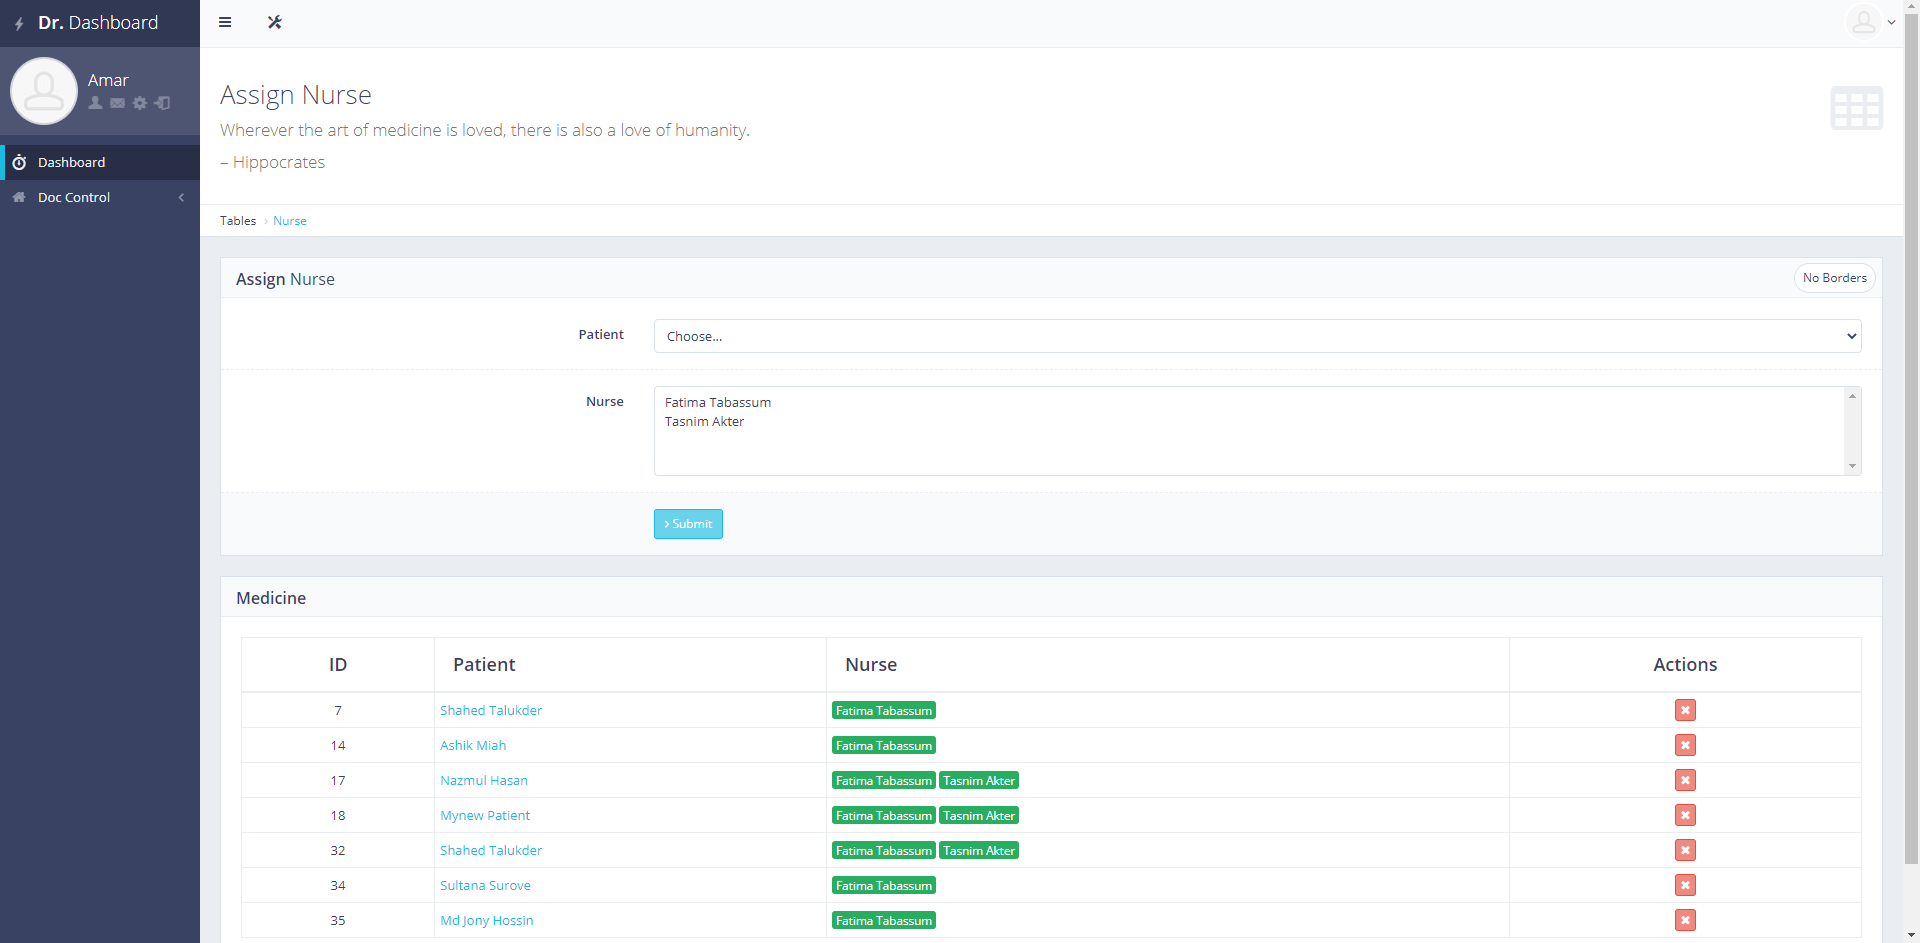 Dr. Dashboard
Amar
Dashboard
Doc Control
Assign Nurse
Wherever the art of medicine is loved, there is also a love of humanity.
– Hippocrates
Tables › Nurse
Assign Nurse
No Borders
Patient
Choose...
Nurse
Fatima Tabassum
Tasnim Akter
› Submit
Medicine
ID Patient Nurse Actions
7 Shahed Talukder Fatima Tabassum
14 Ashik Miah Fatima Tabassum
17 Nazmul Hasan Fatima Tabassum Tasnim Akter
18 Mynew Patient Fatima Tabassum Tasnim Akter
32 Shahed Talukder Fatima Tabassum Tasnim Akter
34 Sultana Surove Fatima Tabassum
35 Md Jony Hossin Fatima Tabassum